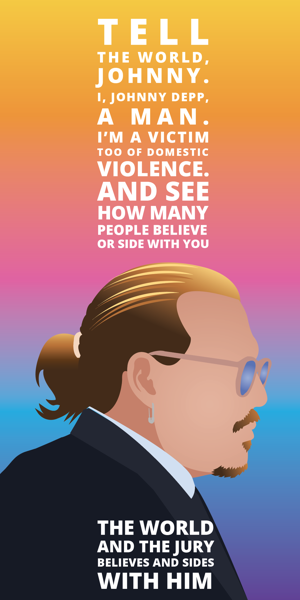 TELL
THE WORLD,
JOHNNY.
I, JOHNNY DEPP,
A MAN.
I'M A VICTIM
TOO OF DOMESTIC
VIOLENCE.
AND SEE
HOW MANY
PEOPLE BELIEVE
OR SIDE WITH YOU
THE WORLD
AND THE JURY
BELIEVES AND SIDES
WITH HIM